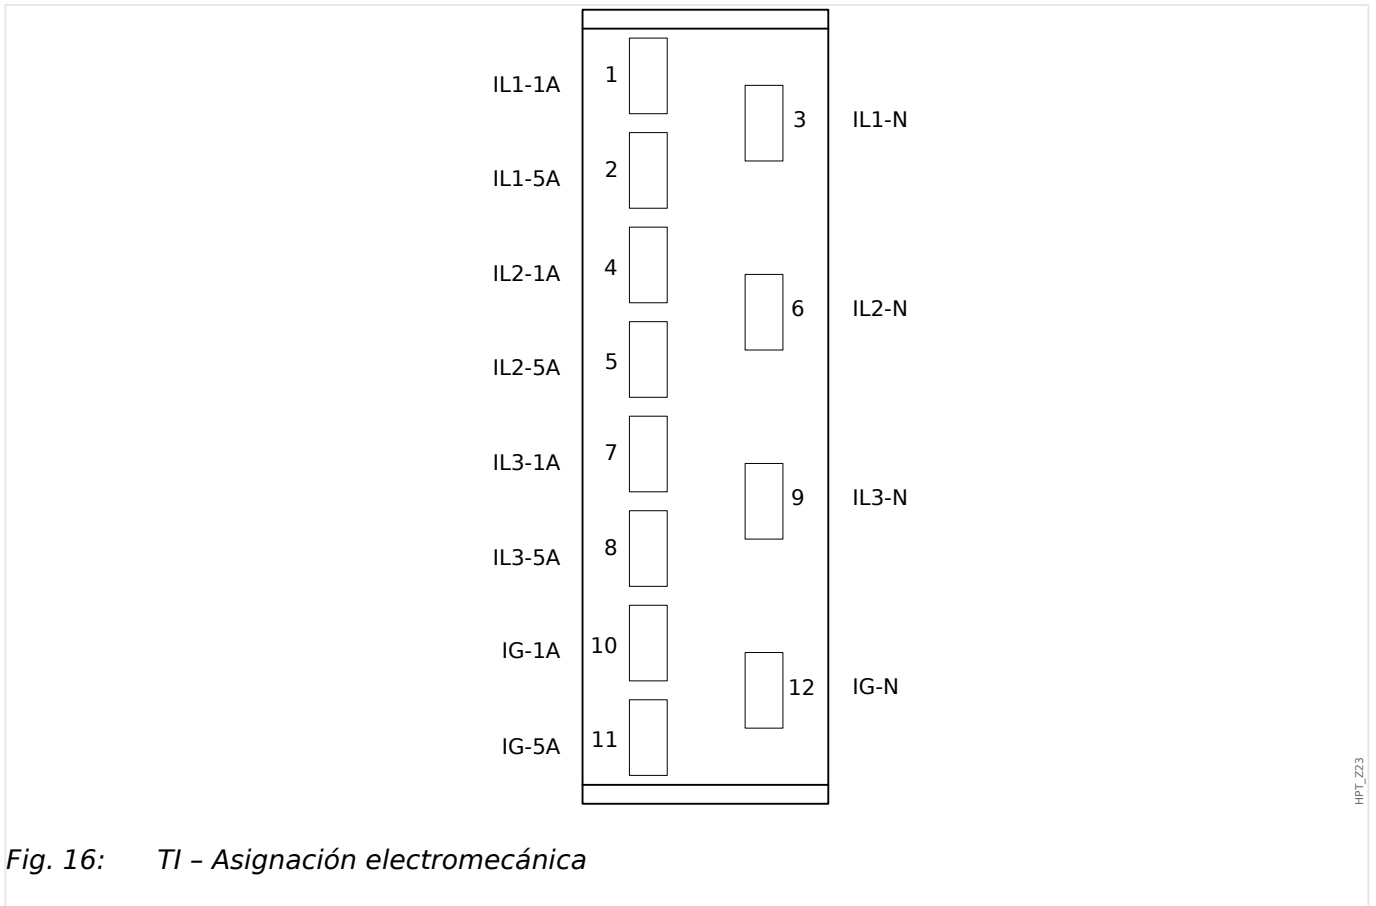 IL1-1A 1
3 IL1-N
IL1-5A 2
IL2-1A 4
6 IL2-N
IL2-5A 5
IL3-1A 7
9 IL3-N
IL3-5A 8
IG-1A 10
12 IG-N
IG-5A 11
HPT_Z23
Fig. 16: TI – Asignación electromecánica